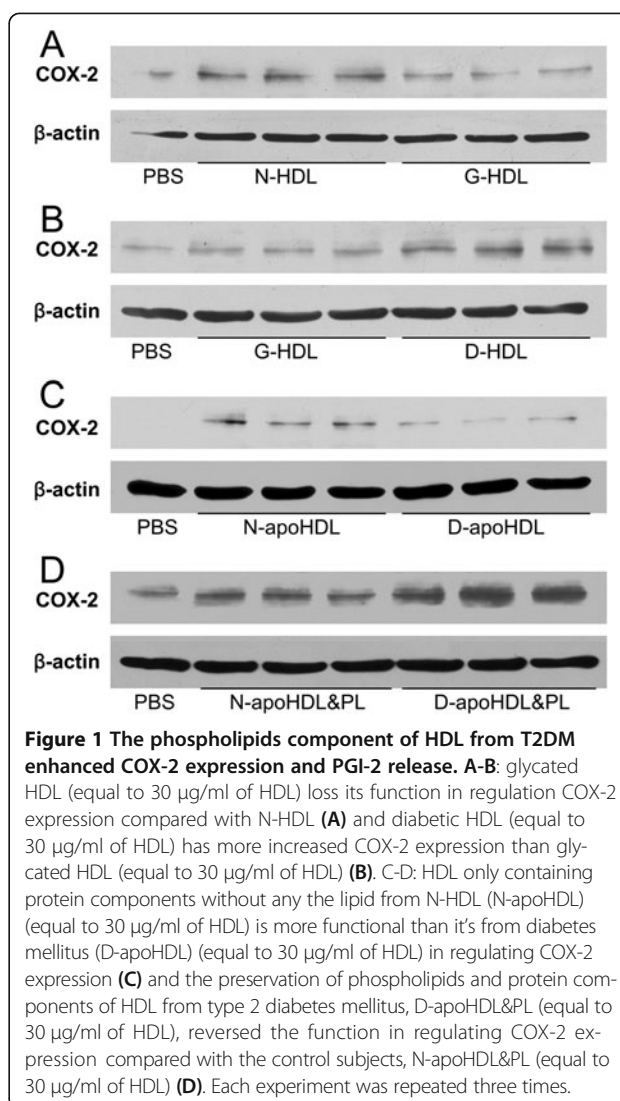 A
COX-2
β-actin
PBS N-HDL G-HDL
B
COX-2
β-actin
PBS G-HDL D-HDL
C
COX-2
β-actin
PBS N-apoHDL D-apoHDL
D
COX-2
β-actin
PBS N-apoHDL&PL D-apoHDL&PL
Figure 1 The phospholipids component of HDL from T2DM
enhanced COX-2 expression and PGI-2 release. A-B: glycated
HDL (equal to 30 μg/ml of HDL) loss its function in regulation COX-2
expression compared with N-HDL (A) and diabetic HDL (equal to
30 μg/ml of HDL) has more increased COX-2 expression than gly-
cated HDL (equal to 30 μg/ml of HDL) (B). C-D: HDL only containing
protein components without any the lipid from N-HDL (N-apoHDL)
(equal to 30 μg/ml of HDL) is more functional than it's from diabetes
mellitus (D-apoHDL) (equal to 30 μg/ml of HDL) in regulating COX-2
expression (C) and the preservation of phospholipids and protein com-
ponents of HDL from type 2 diabetes mellitus, D-apoHDL&PL (equal to
30 μg/ml of HDL), reversed the function in regulating COX-2 ex-
pression compared with the control subjects, N-apoHDL&PL (equal to
30 μg/ml of HDL) (D). Each experiment was repeated three times.